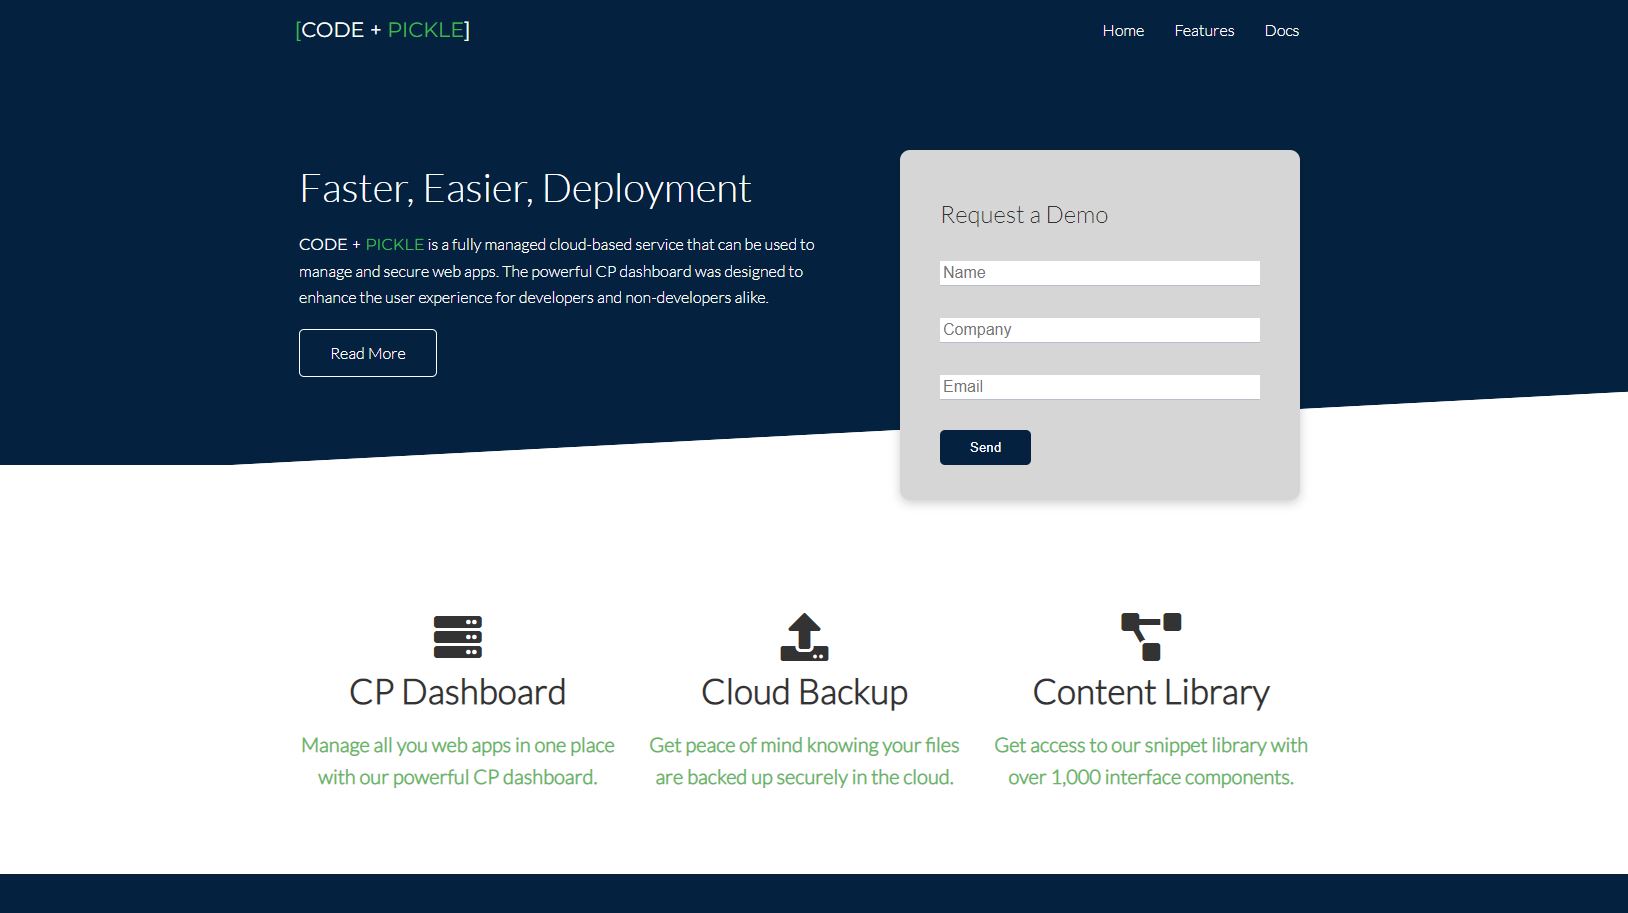 [CODE + PICKLE]
Home Features Docs
Faster, Easier, Deployment
CODE + PICKLE is a fully managed cloud-based service that can be used to
manage and secure web apps. The powerful CP dashboard was designed to
enhance the user experience for developers and non-developers alike.
Read More
Request a Demo
Name
Company
Email
Send
CP Dashboard
Manage all you web apps in one place
with our powerful CP dashboard.
Cloud Backup
Get peace of mind knowing your files
are backed up securely in the cloud.
Content Library
Get access to our snippet library with
over 1,000 interface components.